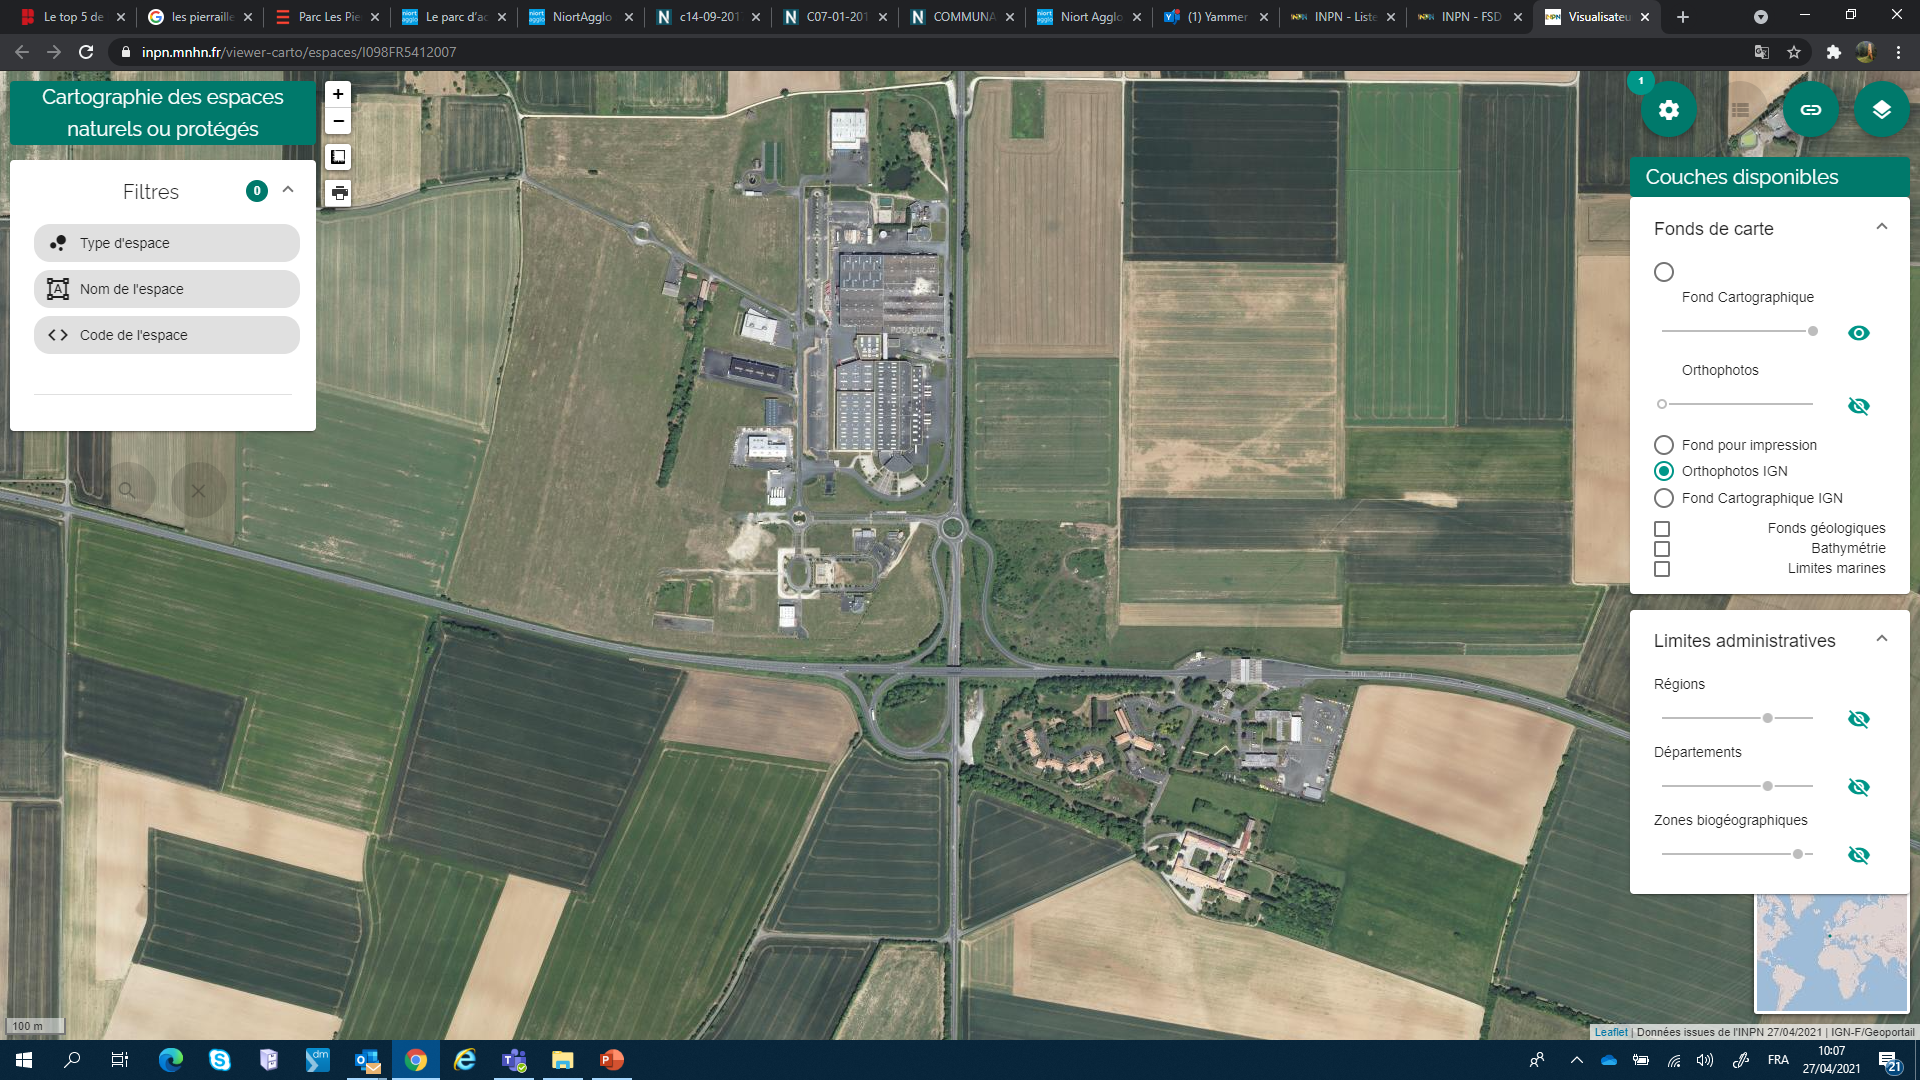 Le top 5 de
les pierraille
Parc Les Pie
Le parc d'ac
NiortAgglo
c14-09-201
C07-01-201
COMMUNA
Niort Agglo
(1) Yammer
INPN - Liste
INPN - FSD
Visualisateu
inpn.mnhn.fr/viewer-carto/espaces/l098FR5412007
Cartographie des espaces
naturels ou protégés
Filtres
0
Type d'espace
Nom de l'espace
Code de l'espace
1
Couches disponibles
Fonds de carte
Fond Cartographique
Orthophotos
Fond pour impression
Orthophotos IGN
Fond Cartographique IGN
Fonds géologiques
Bathymétrie
Limites marines
Limites administratives
Régions
Départements
Zones biogéographiques
100 m
Leaflet | Données issues de l'INPN 27/04/2021 | IGN-F/Geoportail
FRA
10:07
27/04/2021
21